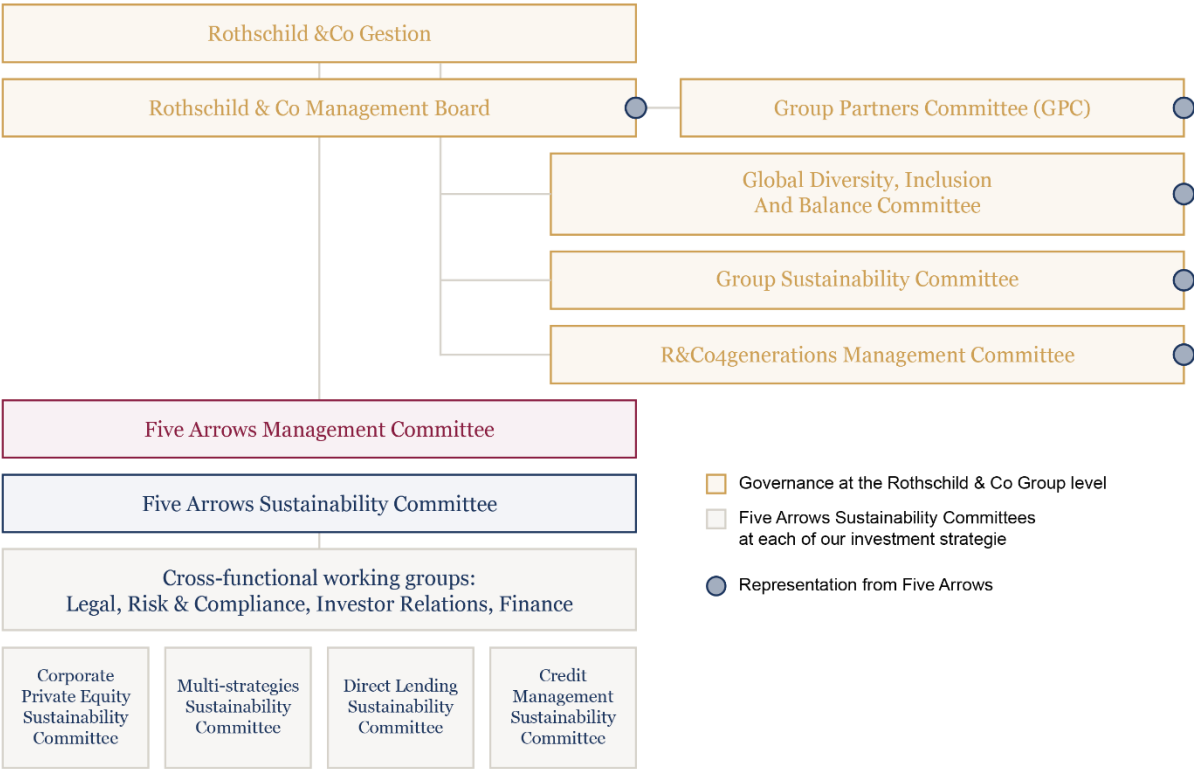 Rothschild &Co Gestion
Rothschild & Co Management Board
Group Partners Committee (GPC)
Global Diversity, Inclusion
And Balance Committee
Group Sustainability Committee
R&Co4generations Management Committee
Five Arrows Management Committee
Five Arrows Sustainability Committee
Cross-functional working groups:
Legal, Risk & Compliance, Investor Relations, Finance
Corporate
Private Equity
Sustainability
Committee
Multi-strategies
Sustainability
Committee
Direct Lending
Sustainability
Committee
Credit
Management
Sustainability
Committee
Governance at the Rothschild & Co Group level
Five Arrows Sustainability Committees
at each of our investment strategie
Representation from Five Arrows